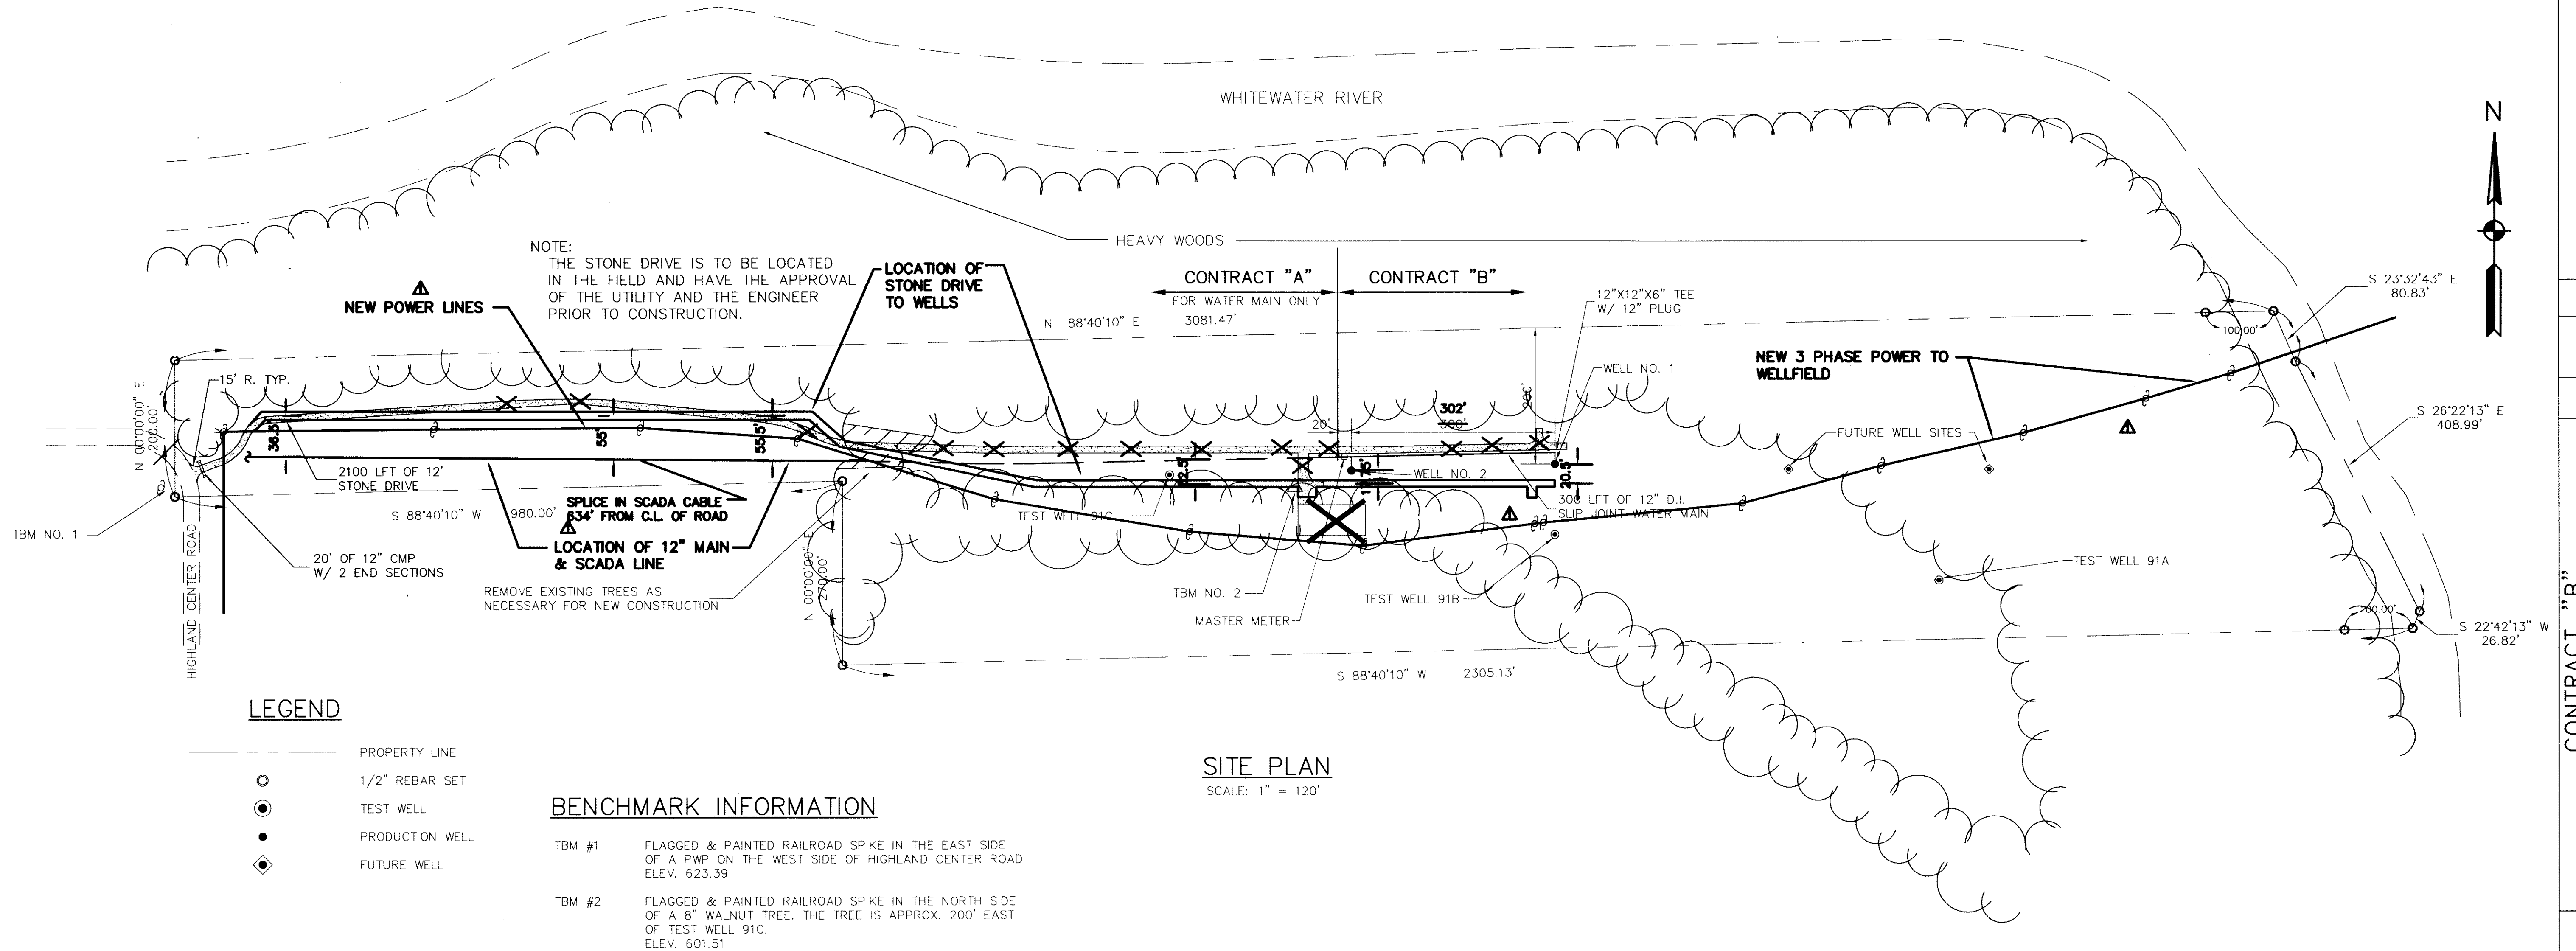 WHITEWATER RIVER
N
HEAVY WOODS
NOTE:
THE STONE DRIVE IS TO BE LOCATED
IN THE FIELD AND HAVE THE APPROVAL
OF THE UTILITY AND THE ENGINEER
PRIOR TO CONSTRUCTION.
NEW POWER LINES
LOCATION OF
STONE DRIVE
TO WELLS
CONTRACT "A"
CONTRACT "B"
FOR WATER MAIN ONLY
N 88°40'10" E 3081.47'
12"X12"X6" TEE
W/ 12" PLUG
S 23°32'43" E
80.83'
100.00'
NEW 3 PHASE POWER TO
WELLFIELD
WELL NO. 1
200'
15' R. TYP.
N 00°00'00" E
200.00'
302'
300'
20'
S 26°22'13" E
408.99'
FUTURE WELL SITES
36.5'
55'
55.5'
22.5'
20.5'
WELL NO. 2
2100 LFT OF 12'
STONE DRIVE
SPLICE IN SCADA CABLE
634' FROM C.L. OF ROAD
S 88°40'10" W 980.00'
TEST WELL 91C
300 LFT OF 12" D.I.
SLIP JOINT WATER MAIN
TBM NO. 1
LOCATION OF 12" MAIN
& SCADA LINE
20' OF 12" CMP
W/ 2 END SECTIONS
HIGHLAND CENTER ROAD
REMOVE EXISTING TREES AS
NECESSARY FOR NEW CONSTRUCTION
N 00°00'00" E
270.00'
TBM NO. 2
MASTER METER
TEST WELL 91B
TEST WELL 91A
100.00'
S 22°42'13" W
26.82'
S 88°40'10" W 2305.13'
CONTRACT "B"
LEGEND
PROPERTY LINE
1/2" REBAR SET
TEST WELL
PRODUCTION WELL
FUTURE WELL
SITE PLAN
SCALE: 1" = 120'
BENCHMARK INFORMATION
TBM #1 FLAGGED & PAINTED RAILROAD SPIKE IN THE EAST SIDE
OF A PWP ON THE WEST SIDE OF HIGHLAND CENTER ROAD
ELEV. 623.39
TBM #2 FLAGGED & PAINTED RAILROAD SPIKE IN THE NORTH SIDE
OF A 8" WALNUT TREE. THE TREE IS APPROX. 200' EAST
OF TEST WELL 91C.
ELEV. 601.51